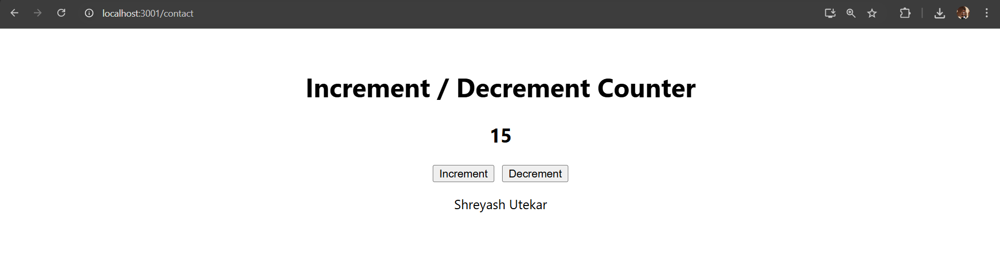 localhost:3001/contact
Increment / Decrement Counter
15
Increment Decrement
Shreyash Utekar